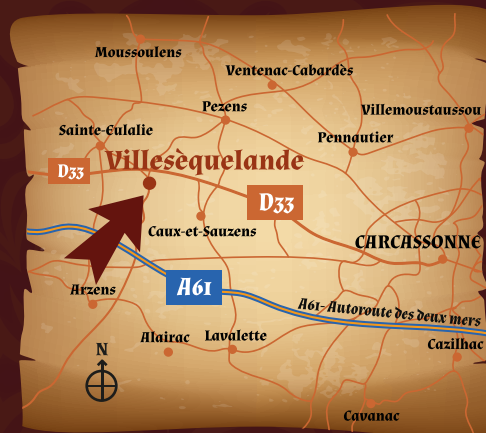 Moussoulens
Ventenac-Cabardès
Pezens
Villemoustaussou
Sainte-Eulalie
Pennautier
Villesèquelande
D33
D33
Caux-et-Sauzens
CARCASSONNE
A61
Arzens
A61-Autoroute des deux mers
Alairac
Lavalette
Cazilhac
N
Cavanac